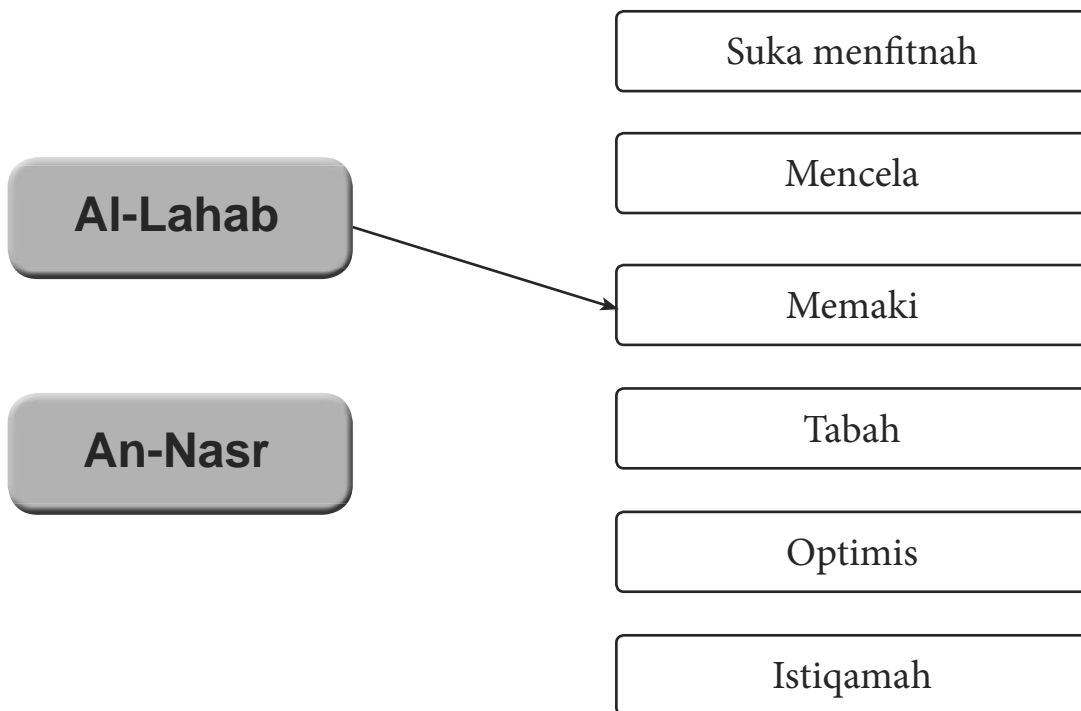 Suka menfitnah
Mencela
Al-Lahab
Memaki
Tabah
An-Nasr
Optimis
Istiqamah